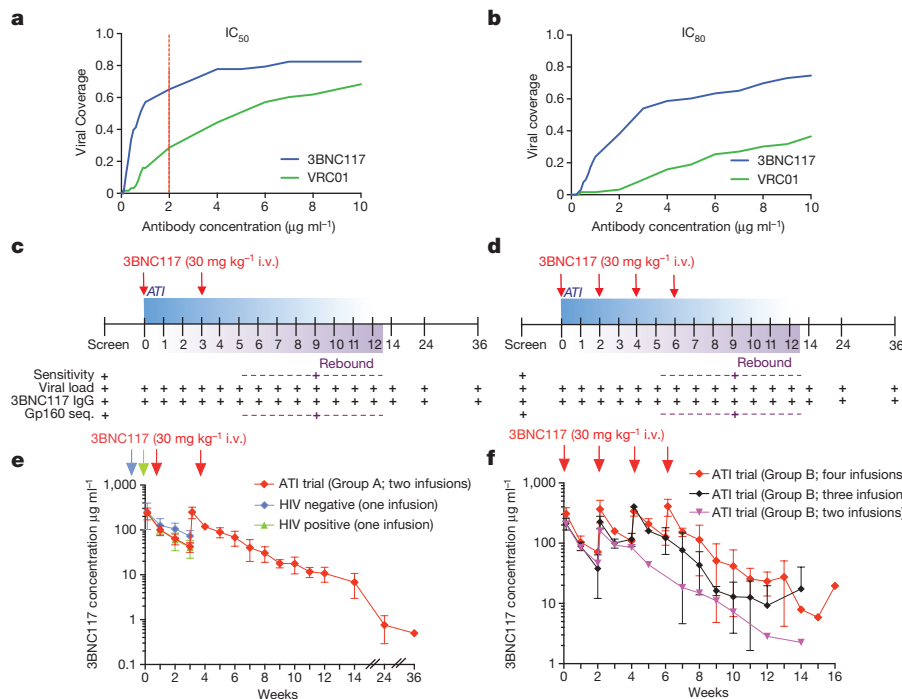 a
IC50
Viral Coverage
1.0
0.8
0.6
0.4
0.2
0
3BNC117
VRC01
0 2 4 6 8 10
Antibody concentration (μg ml−1)
b
IC80
Viral coverage
1.0
0.8
0.6
0.4
0.2
0
3BNC117
VRC01
0 2 4 6 8 10
Antibody concentration (μg ml−1)
c
3BNC117 (30 mg kg−1 i.v.)
ATI
Screen 0 1 2 3 4 5 6 7 8 9 10 11 12 14 24 36
Rebound
Sensitivity
Viral load
3BNC117 IgG
Gp160 seq.
d
3BNC117 (30 mg kg−1 i.v.)
ATI
Screen 0 1 2 3 4 5 6 7 8 9 10 11 12 14 24 36
Rebound
3BNC117 (30 mg kg−1 i.v.)
e
3BNC117 concentration μg ml−1
1,000
100
10
1
0.1
ATI trial (Group A; two infusions)
HIV negative (one infusion)
HIV positive (one infusion)
0 2 4 6 8 10 12 14 24 36
Weeks
3BNC117 (30 mg kg−1 i.v.)
f
3BNC117 concentration μg ml−1
1,000
100
10
1
ATI trial (Group B; four infusions)
ATI trial (Group B; three infusions)
ATI trial (Group B; two infusions)
0 1 2 3 4 5 6 7 8 9 10 12 14 16
Weeks